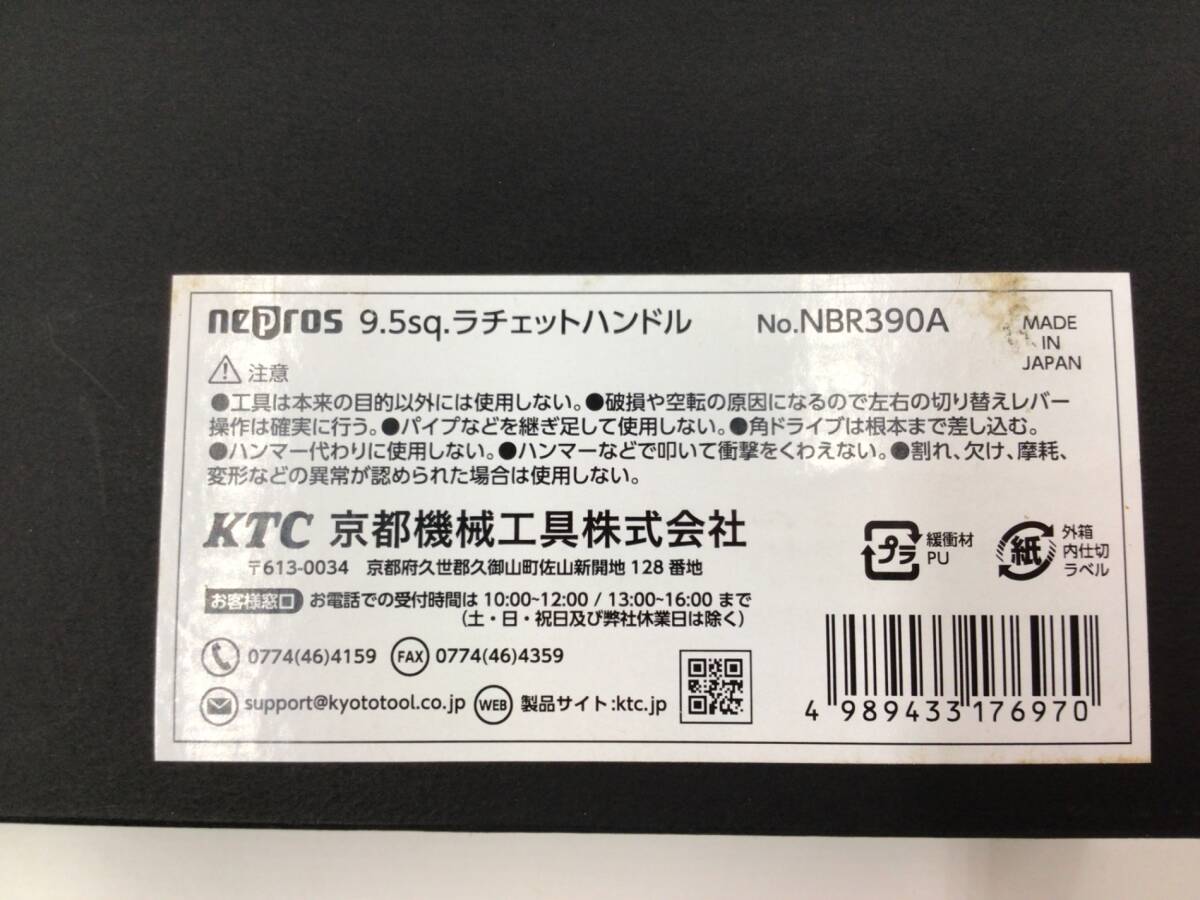 nepros 9.5sq.ラチェットハンドル No.NBR390A MADE IN JAPAN
注意
●工具は本来の目的以外には使用しない。●破損や空転の原因になるので左右の切り替えレバー
操作は確実に行う。●パイプなどを継ぎ足して使用しない。●角ドライブは根本まで差し込む。
●ハンマー代わりに使用しない。●ハンマーなどで叩いて衝撃をくわえない。●割れ、欠け、摩耗、
変形などの異常が認められた場合は使用しない。
KTC 京都機械工具株式会社
〒613-0034 京都府久世郡久御山町佐山新開地 128 番地
お客様窓口 お電話での受付時間は 10:00~12:00 / 13:00~16:00 まで
(土・日・祝日及び弊社休業日は除く)
0774(46)4159 FAX 0774(46)4359
support@kyototool.co.jp WEB 製品サイト:ktc.jp
プラ 緩衝材 PU
紙 外箱 内仕切 ラベル
4 989433 176970